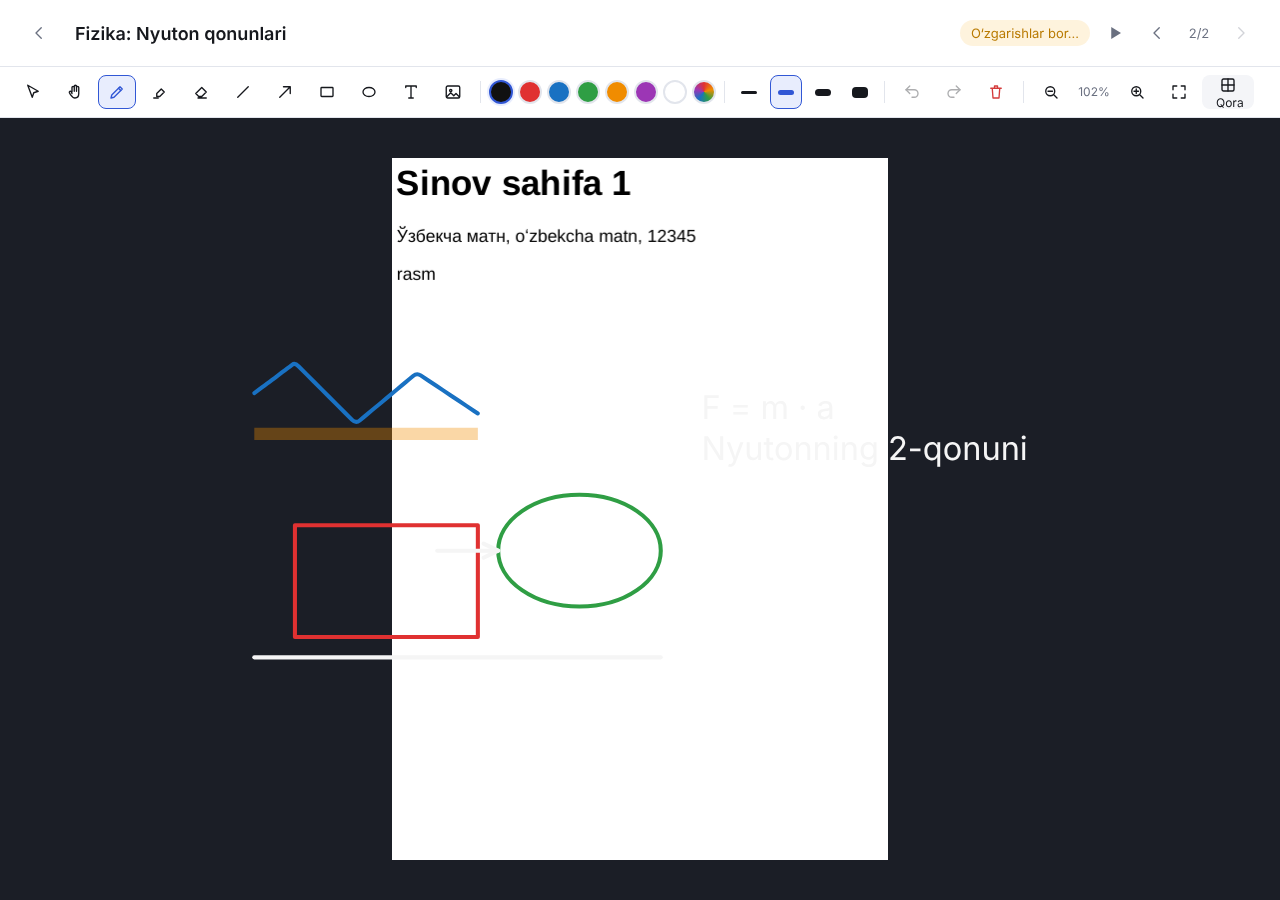 Fizika: Nyuton qonunlari
Oʻzgarishlar bor...
2/2
102%
Qora
Sinov sahifa 1
Ўзбекча матн, oʻzbekcha matn, 12345
rasm
F = m · a
Nyutonning 2-qonuni